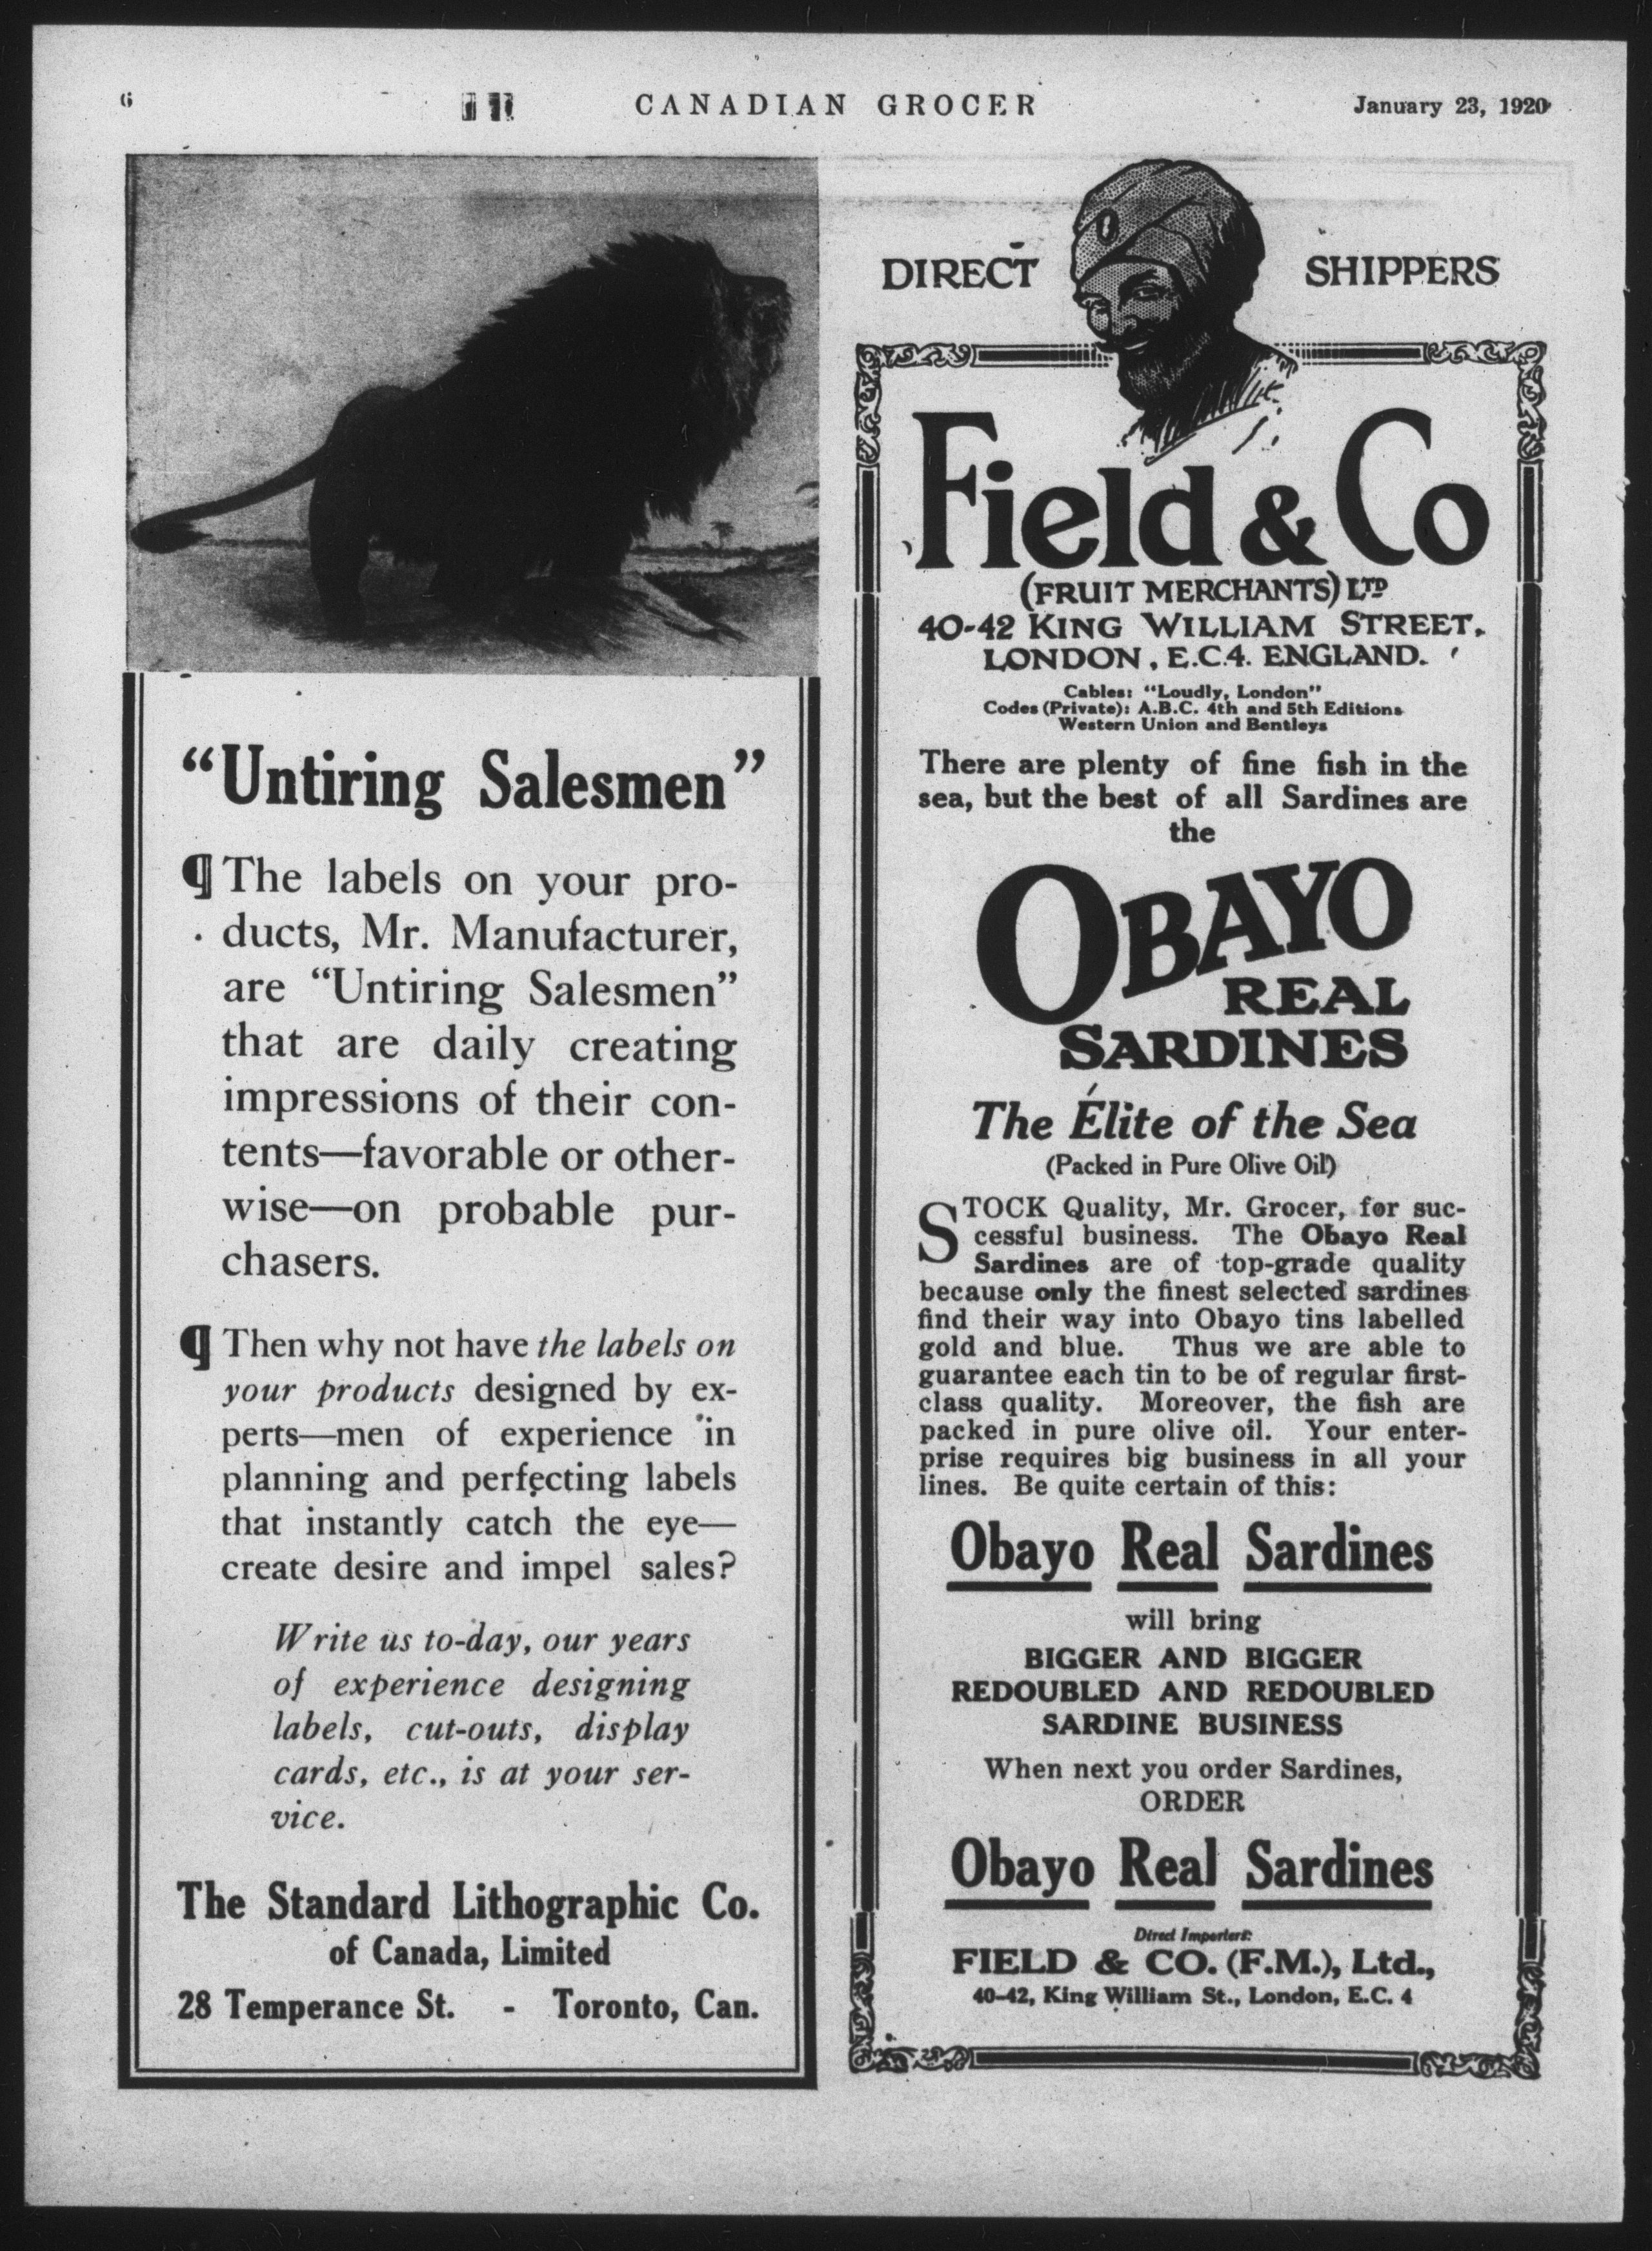 6
CANADIAN GROCER
January 23, 1920
"Untiring Salesmen"
¶ The labels on your pro-
ducts, Mr. Manufacturer,
are "Untiring Salesmen"
that are daily creating
impressions of their con-
tents—favorable or other-
wise—on probable pur-
chasers.
¶ Then why not have the labels on
your products designed by ex-
perts—men of experience in
planning and perfecting labels
that instantly catch the eye—
create desire and impel sales?
Write us to-day, our years
of experience designing
labels, cut-outs, display
cards, etc., is at your ser-
vice.
The Standard Lithographic Co.
of Canada, Limited
28 Temperance St. - Toronto, Can.
DIRECT SHIPPERS
O
Field & Co
(FRUIT MERCHANTS) LTD
40-42 KING WILLIAM STREET,
LONDON, E.C.4. ENGLAND.
Cables: "Loudly, London"
Codes (Private): A.B.C. 4th and 5th Editions
Western Union and Bentleys
There are plenty of fine fish in the
sea, but the best of all Sardines are
the
OBAYO
REAL
SARDINES
The Élite of the Sea
(Packed in Pure Olive Oil)
STOCK Quality, Mr. Grocer, for suc-
cessful business. The Obayo Real
Sardines are of top-grade quality
because only the finest selected sardines
find their way into Obayo tins labelled
gold and blue. Thus we are able to
guarantee each tin to be of regular first-
class quality. Moreover, the fish are
packed in pure olive oil. Your enter-
prise requires big business in all your
lines. Be quite certain of this:
Obayo Real Sardines
will bring
BIGGER AND BIGGER
REDOUBLED AND REDOUBLED
SARDINE BUSINESS
When next you order Sardines,
ORDER
Obayo Real Sardines
Direct Importers:
FIELD & CO. (F.M.), Ltd.,
40-42, King William St., London, E.C. 4